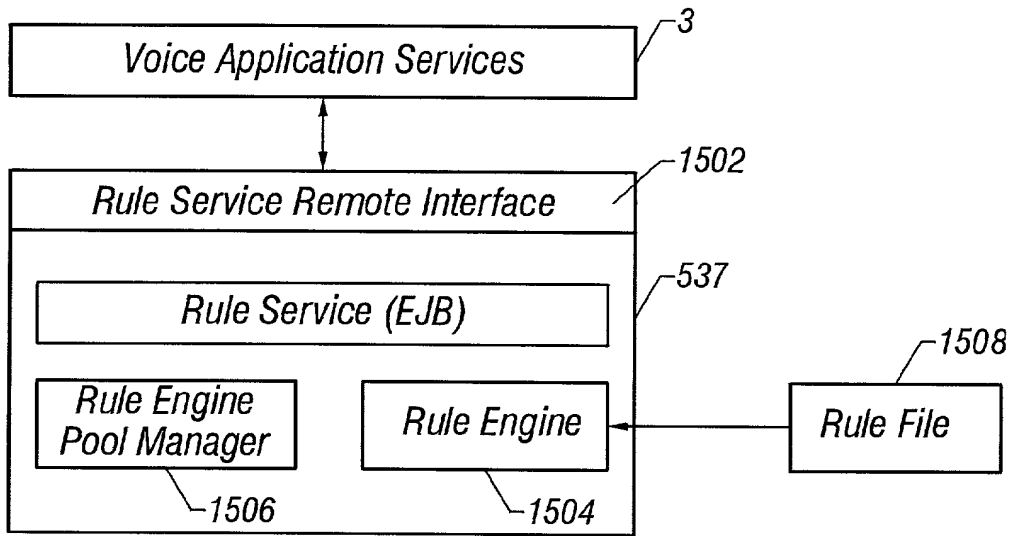 3
Voice Application Services
1502
Rule Service Remote Interface
537
Rule Service (EJB)
1508
Rule Engine
Pool Manager
Rule Engine
Rule File
1506
1504